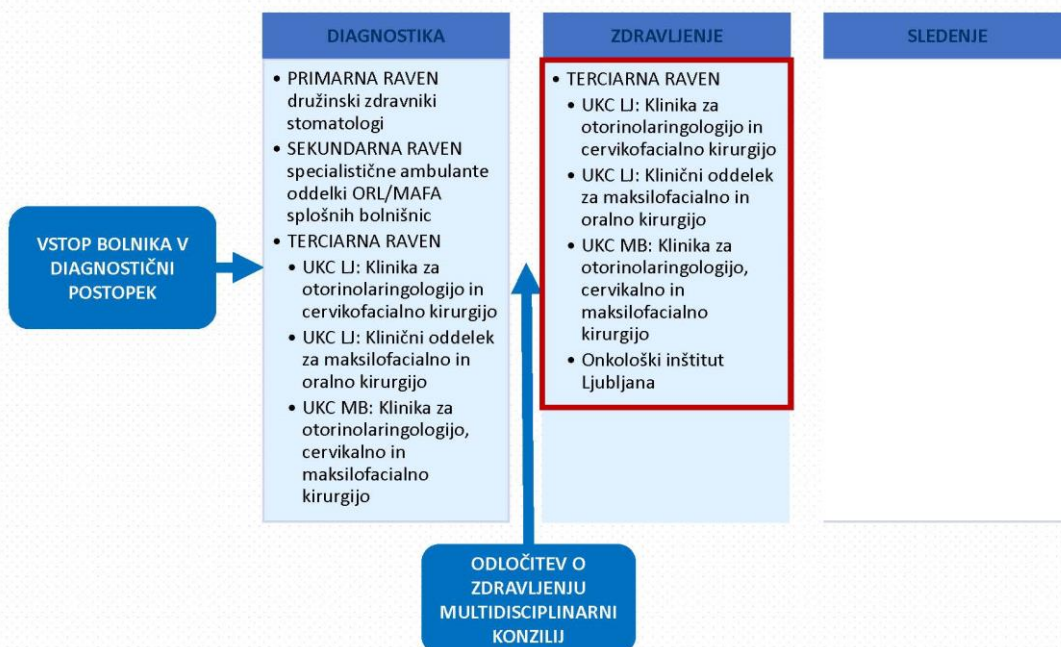 DIAGNOSTIKA
PRIMARNA RAVEN
družinski zdravniki
stomatologi
SEKUNDARNA RAVEN
specialistične ambulante
oddelki ORL/MAFA
splošnih bolnišnic
TERCIARNA RAVEN
UKC LJ: Klinika za
otorinolaringologijo in
cervikofacialno kirurgijo
UKC LJ: Klinični oddelek
za maksilofacialno in
oralno kirurgijo
UKC MB: Klinika za
otorinolaringologijo,
cervikalno in
maksilofacialno
kirurgijo
ZDRAVLJENJE
TERCIARNA RAVEN
UKC LJ: Klinika za
otorinolaringologijo in
cervikofacialno kirurgijo
UKC LJ: Klinični oddelek
za maksilofacialno in
oralno kirurgijo
UKC MB: Klinika za
otorinolaringologijo,
cervikalno in
maksilofacialno
kirurgijo
Onkološki inštitut
Ljubljana
SLEDENJE
VSTOP BOLNIKA V
DIAGNOSTIČNI
POSTOPEK
ODLOČITEV O
ZDRAVLJENJU
MULTIDISCIPLINARNI
KONZILIJ